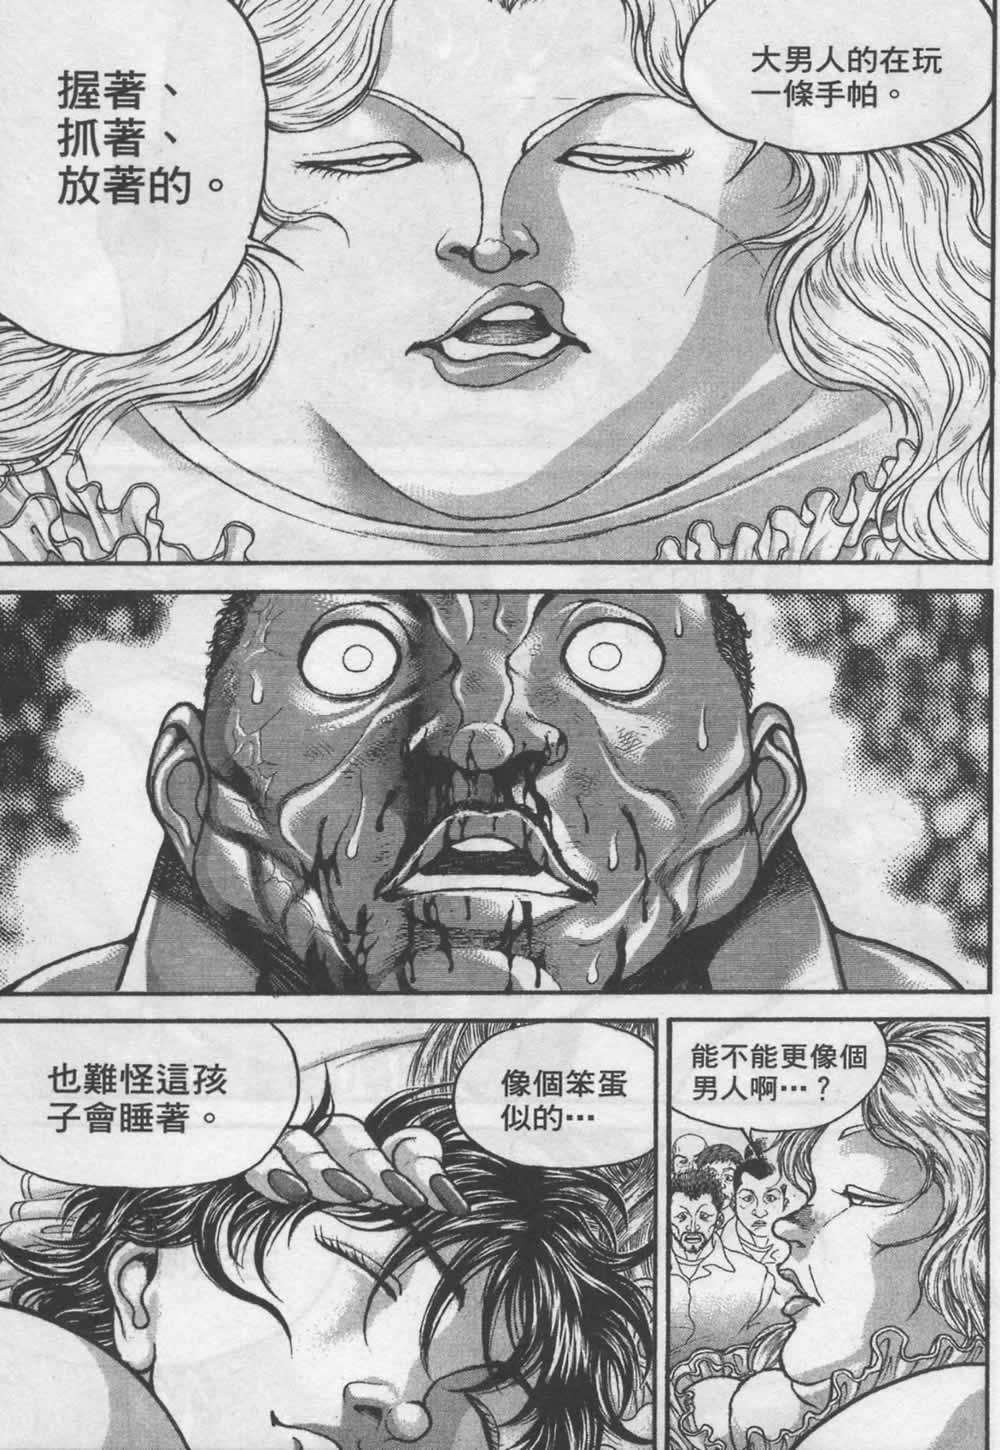 大男人的在玩
一條手帕。
握著、
抓著、
放著的。
能不能更像個
男人啊…？
像個笨蛋
似的…
也難怪這孩
子會睡著。